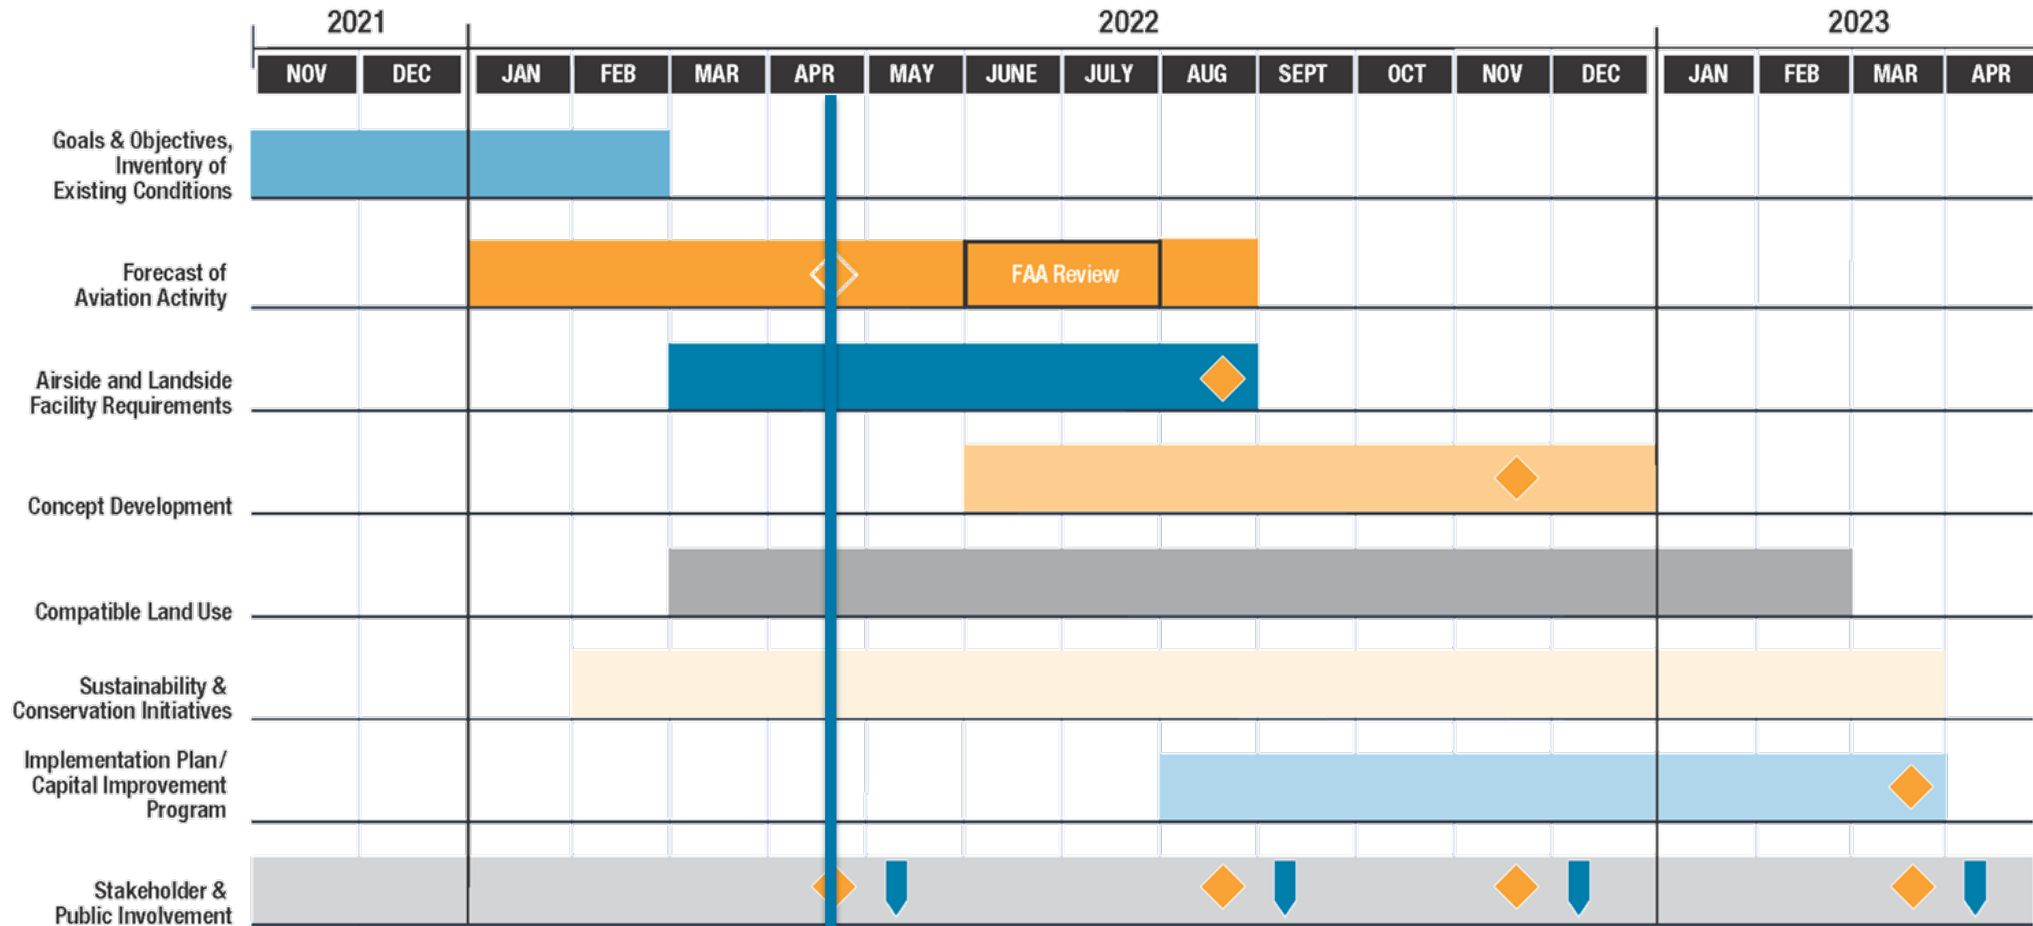 2021 2022 2023
NOV DEC JAN FEB MAR APR MAY JUNE JULY AUG SEPT OCT NOV DEC JAN FEB MAR APR
Goals & Objectives,
Inventory of
Existing Conditions
Forecast of
Aviation Activity
FAA Review
Airside and Landside
Facility Requirements
Concept Development
Compatible Land Use
Sustainability &
Conservation Initiatives
Implementation Plan/
Capital Improvement
Program
Stakeholder &
Public Involvement